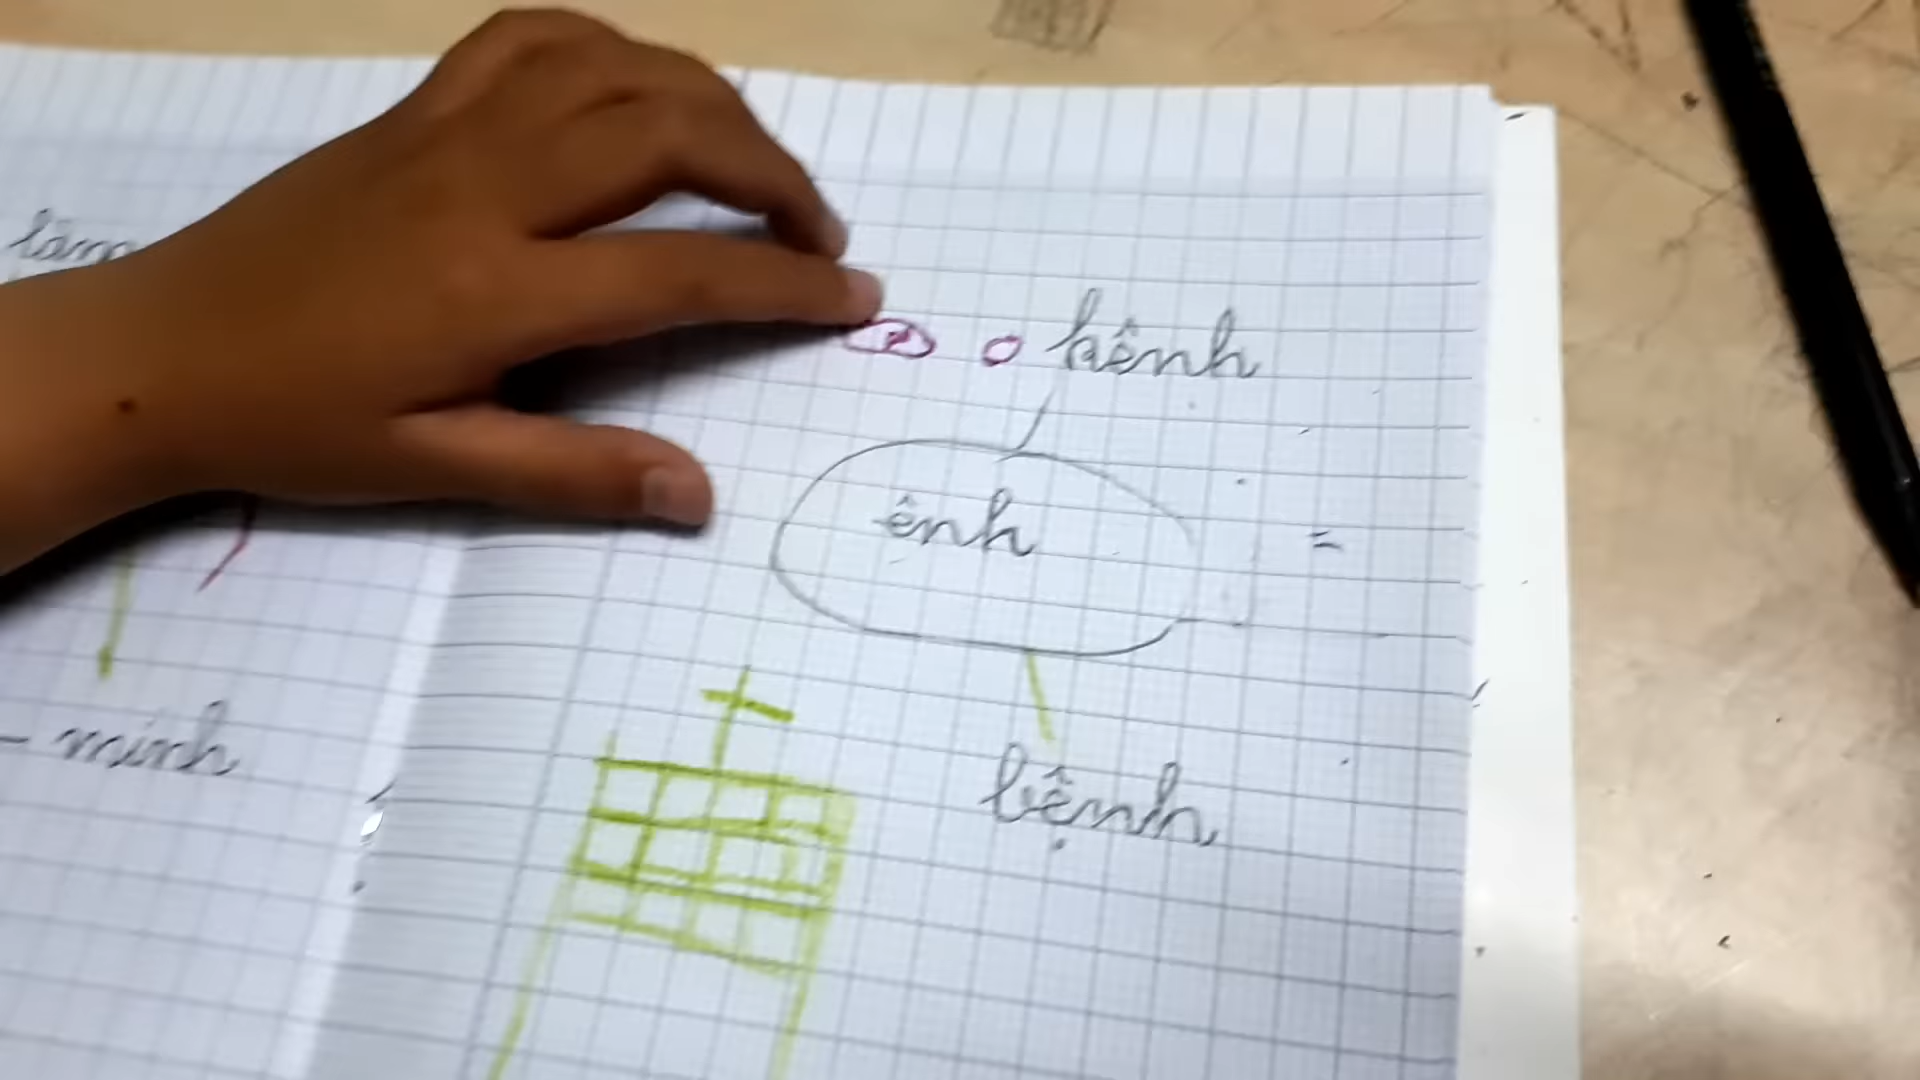 kênh
ênh
=
- minh
bệnh